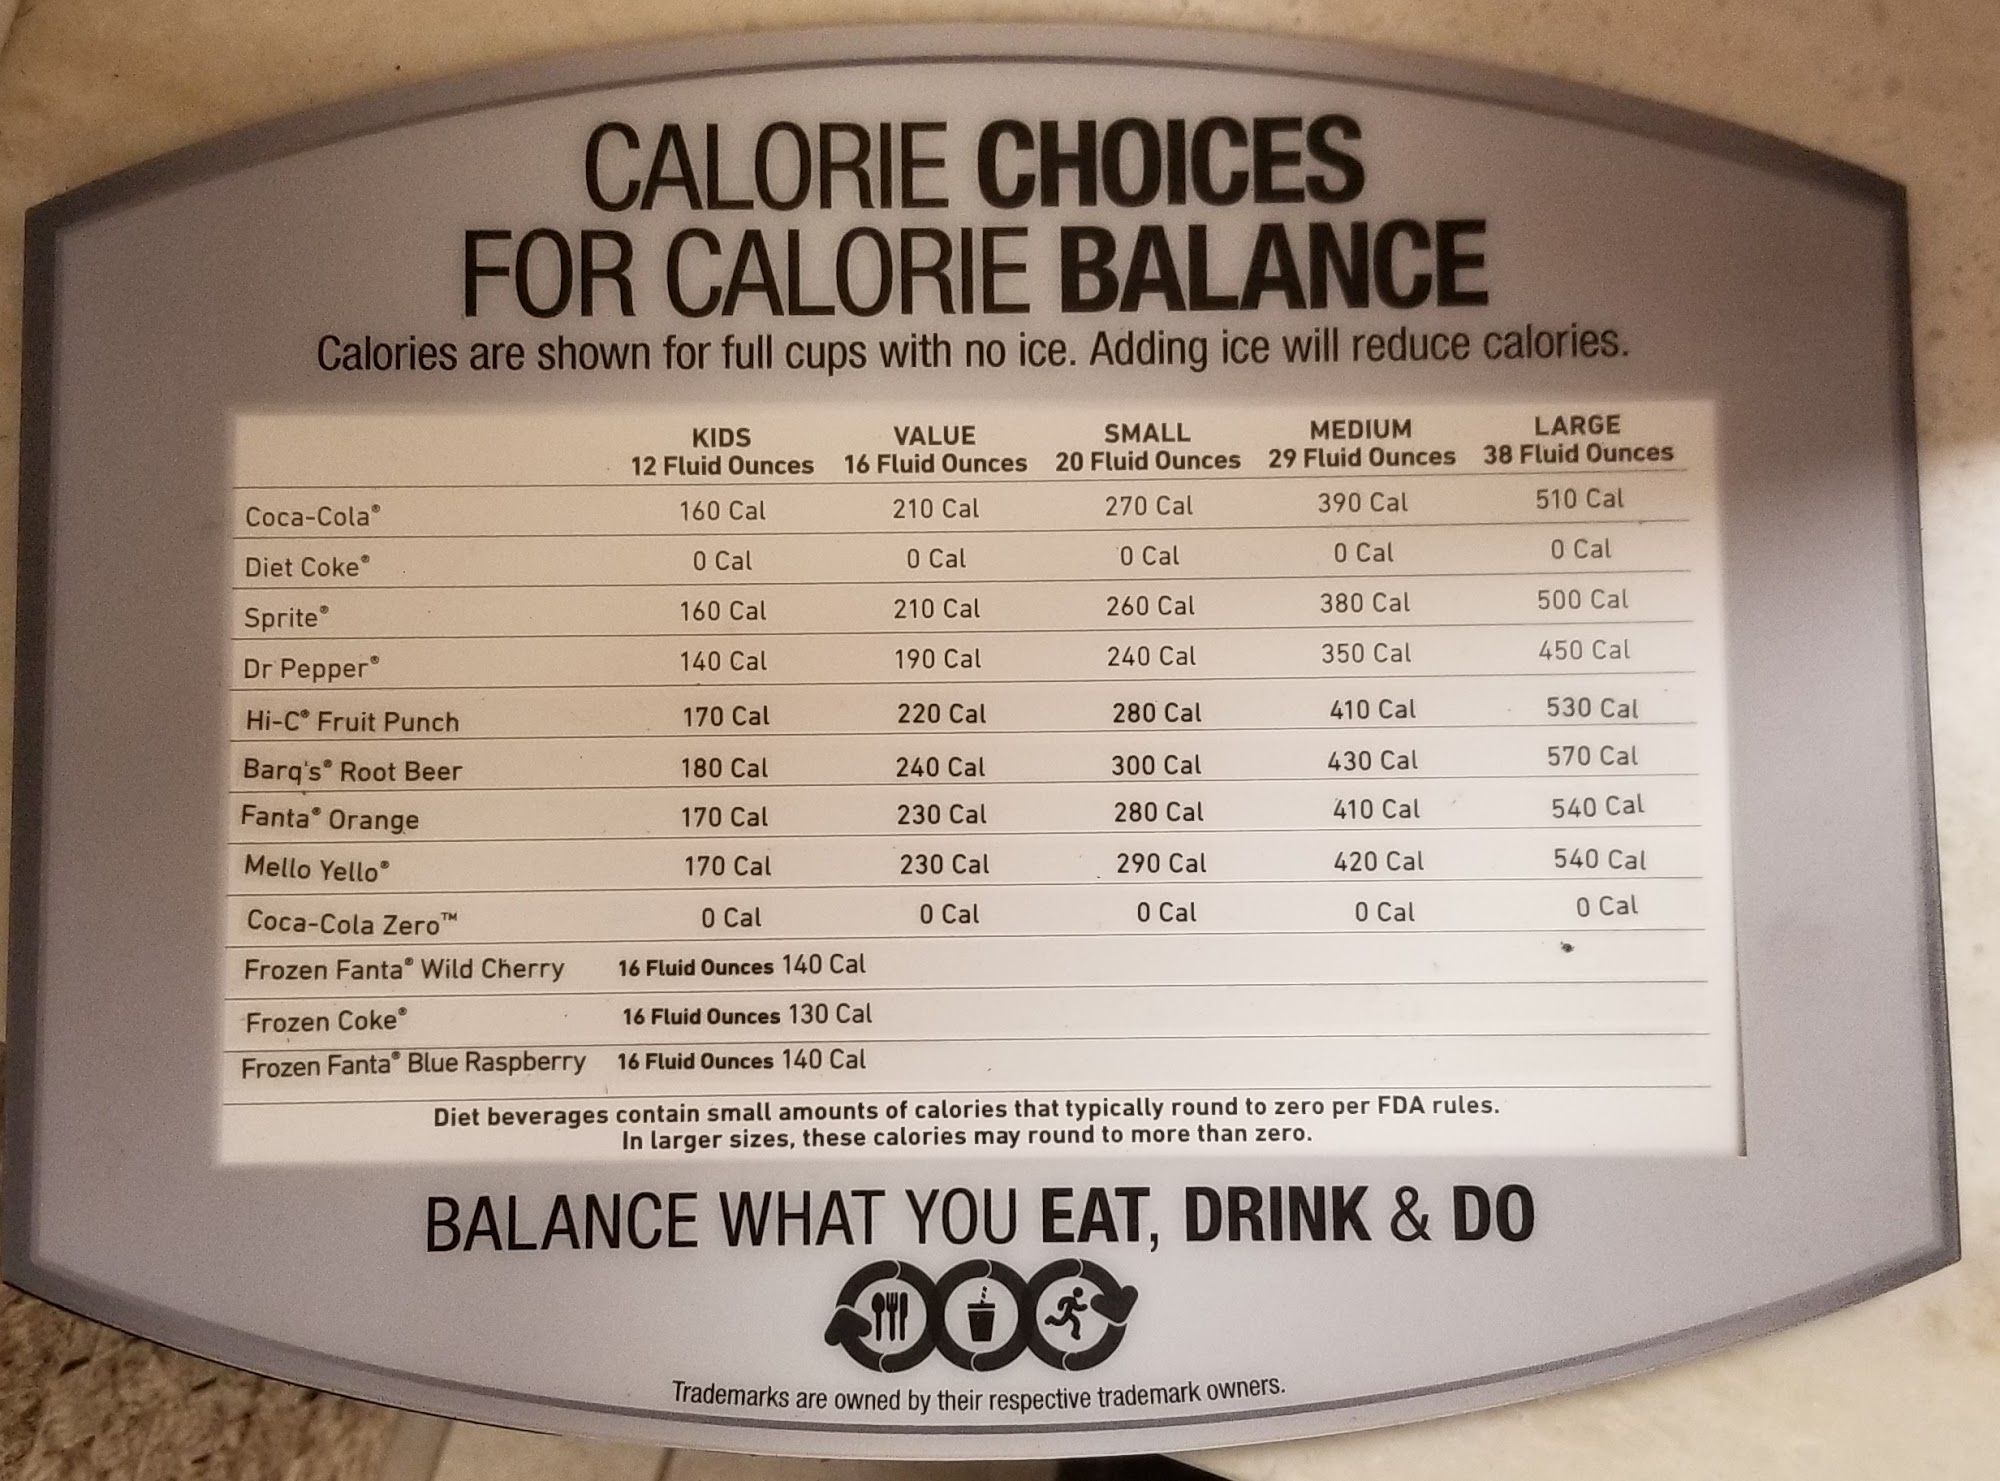 CALORIE CHOICES
FOR CALORIE BALANCE
Calories are shown for full cups with no ice. Adding ice will reduce calories.
KIDS VALUE SMALL MEDIUM LARGE
12 Fluid Ounces 16 Fluid Ounces 20 Fluid Ounces 29 Fluid Ounces 38 Fluid Ounces
Coca-Cola® 160 Cal 210 Cal 270 Cal 390 Cal 510 Cal
Diet Coke® 0 Cal 0 Cal 0 Cal 0 Cal 0 Cal
Sprite® 160 Cal 210 Cal 260 Cal 380 Cal 500 Cal
Dr Pepper® 140 Cal 190 Cal 240 Cal 350 Cal 450 Cal
Hi-C® Fruit Punch 170 Cal 220 Cal 280 Cal 410 Cal 530 Cal
Barq's® Root Beer 180 Cal 240 Cal 300 Cal 430 Cal 570 Cal
Fanta® Orange 170 Cal 230 Cal 280 Cal 410 Cal 540 Cal
Mello Yello® 170 Cal 230 Cal 290 Cal 420 Cal 540 Cal
Coca-Cola Zero™ 0 Cal 0 Cal 0 Cal 0 Cal 0 Cal
Frozen Fanta® Wild Cherry 16 Fluid Ounces 140 Cal
Frozen Coke® 16 Fluid Ounces 130 Cal
Frozen Fanta® Blue Raspberry 16 Fluid Ounces 140 Cal
Diet beverages contain small amounts of calories that typically round to zero per FDA rules.
In larger sizes, these calories may round to more than zero.
BALANCE WHAT YOU EAT, DRINK & DO
Trademarks are owned by their respective trademark owners.